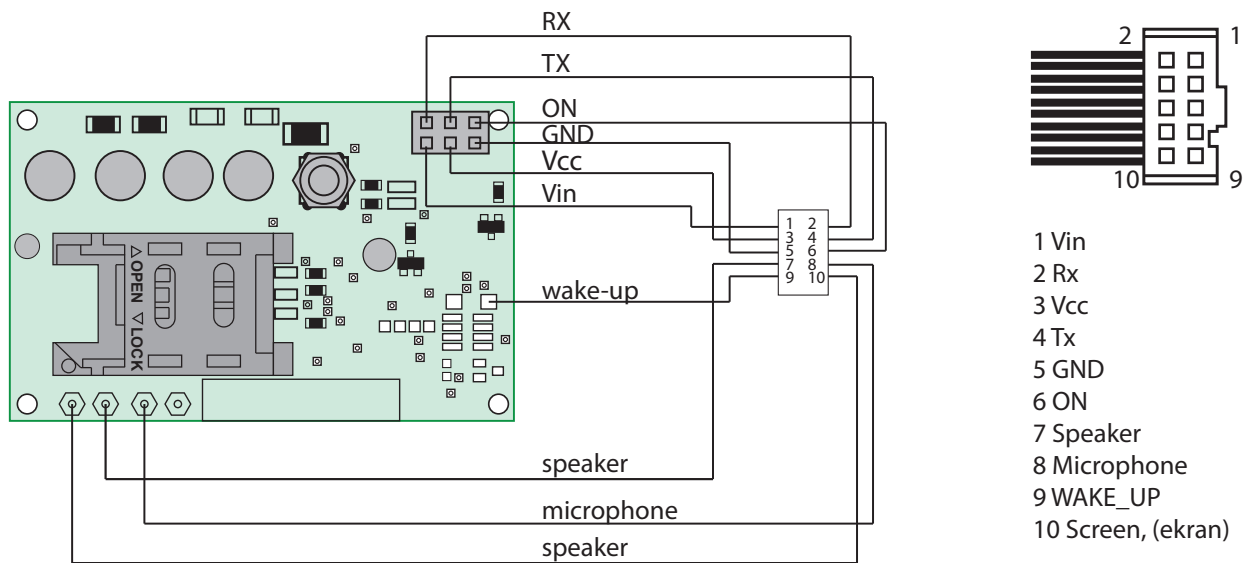 RX
TX
ON
GND
Vcc
Vin
1 2
3 4
5 6
7 8
9 10
wake-up
△ OPEN ▽ LOCK
speaker
microphone
speaker
2 1
10 9
1 Vin
2 Rx
3 Vcc
4 Tx
5 GND
6 ON
7 Speaker
8 Microphone
9 WAKE_UP
10 Screen, (ekran)